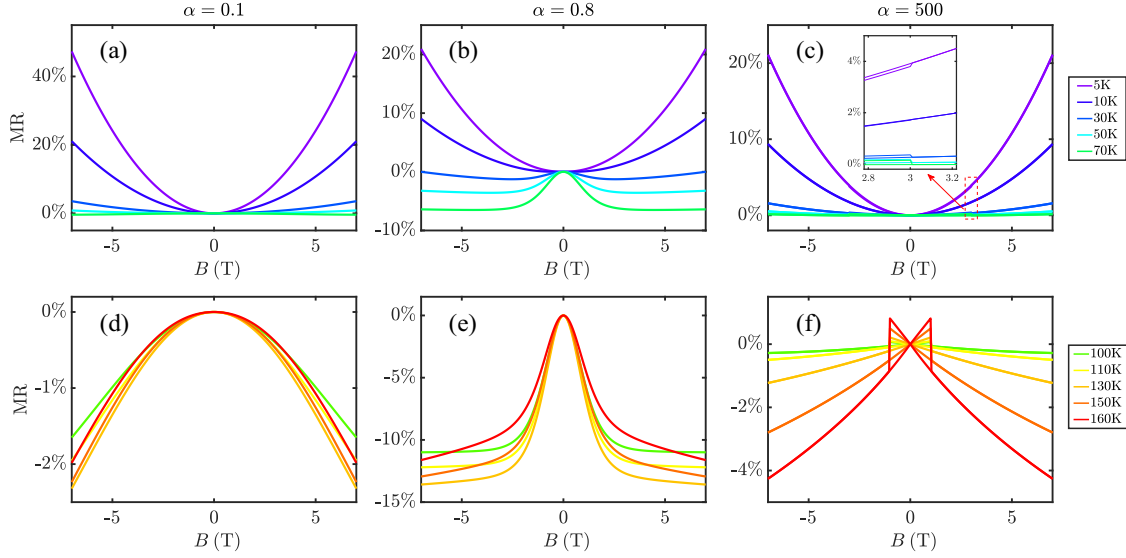 α = 0.1
α = 0.8
α = 500
(a)
(b)
(c)
MR
40%
20%
0%
20%
10%
0%
-10%
20%
10%
0%
4%
2%
0%
2.8
3
3.2
-5
0
5
-5
0
5
-5
0
5
B (T)
B (T)
B (T)
5K
10K
30K
50K
70K
(d)
(e)
(f)
MR
0%
-1%
-2%
0%
-5%
-10%
-15%
0%
-2%
-4%
-5
0
5
-5
0
5
-5
0
5
B (T)
B (T)
B (T)
100K
110K
130K
150K
160K